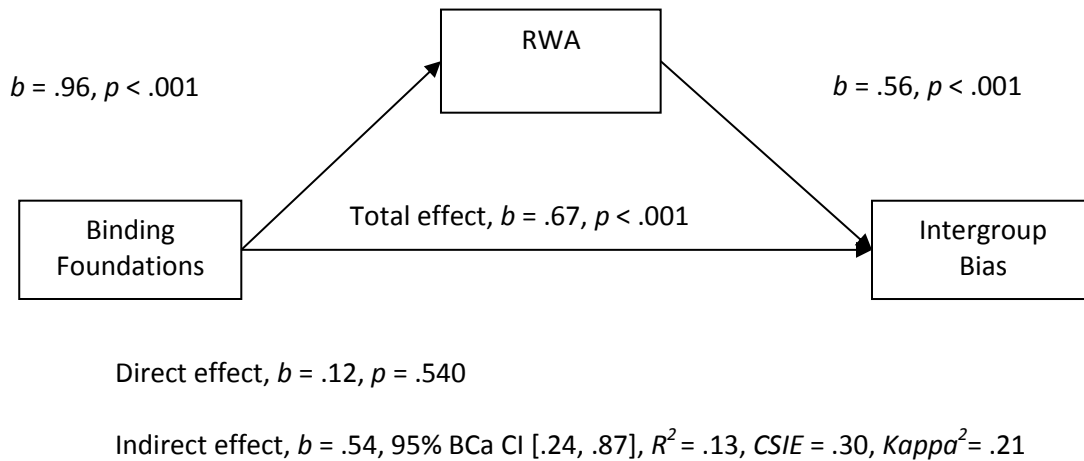 RWA
b = .96, p < .001
b = .56, p < .001
Total effect, b = .67, p < .001
Binding
Foundations
Intergroup
Bias
Direct effect, b = .12, p = .540
Indirect effect, b = .54, 95% BCa CI [.24, .87], R² = .13, CSIE = .30, Kappa² = .21